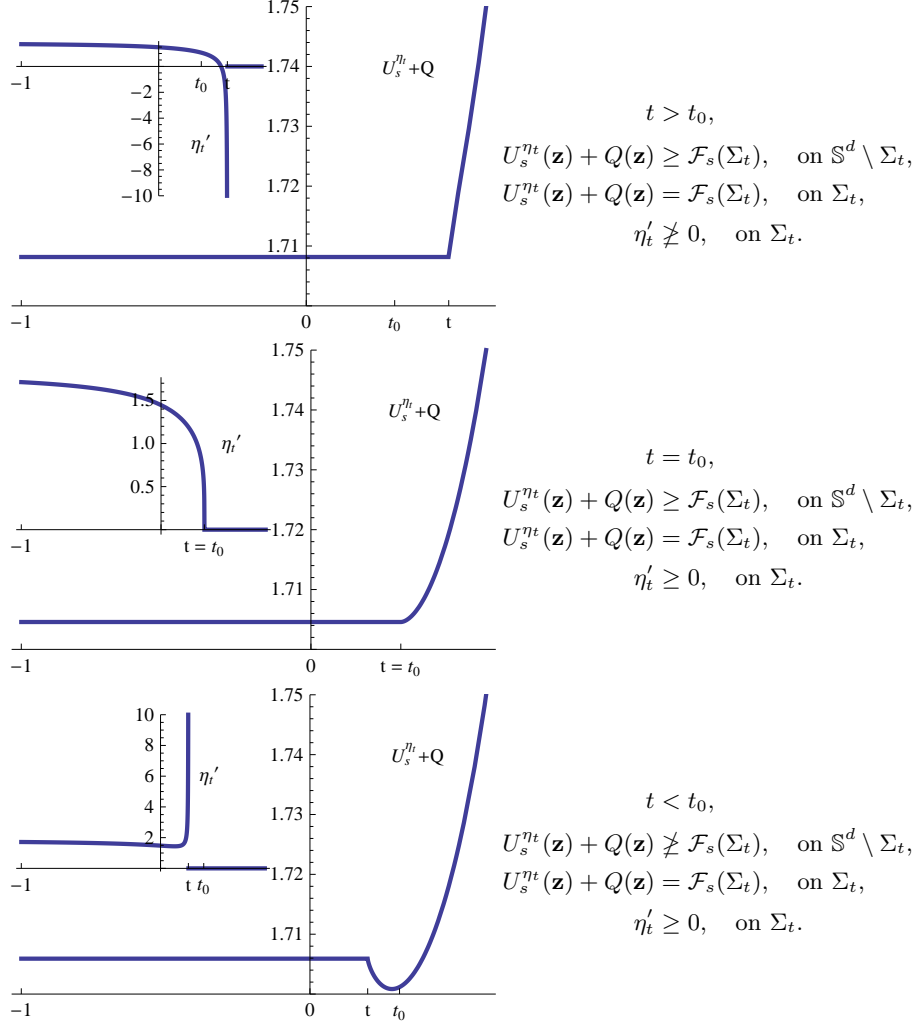 1.75
1.74
1.73
1.72
1.71
−1
0
t₀
t
U_s^{η_t}+Q
−1
t₀
t
−2
−4
−6
−8
−10
η_t′
t > t₀,
U_s^{η_t}(𝐳) + Q(𝐳) ≥ ℱ_s(Σ_t), on 𝕊^d \ Σ_t,
U_s^{η_t}(𝐳) + Q(𝐳) = ℱ_s(Σ_t), on Σ_t,
η_t′ ≱ 0, on Σ_t.
1.75
1.74
1.73
1.72
1.71
−1
0
t = t₀
U_s^{η_t}+Q
1.5
1.0
0.5
−1
t = t₀
η_t′
t = t₀,
U_s^{η_t}(𝐳) + Q(𝐳) ≥ ℱ_s(Σ_t), on 𝕊^d \ Σ_t,
U_s^{η_t}(𝐳) + Q(𝐳) = ℱ_s(Σ_t), on Σ_t,
η_t′ ≥ 0, on Σ_t.
1.75
1.74
1.73
1.72
1.71
−1
0
t
t₀
U_s^{η_t}+Q
10
8
6
4
2
−1
t t₀
η_t′
t < t₀,
U_s^{η_t}(𝐳) + Q(𝐳) ≱ ℱ_s(Σ_t), on 𝕊^d \ Σ_t,
U_s^{η_t}(𝐳) + Q(𝐳) = ℱ_s(Σ_t), on Σ_t,
η_t′ ≥ 0, on Σ_t.